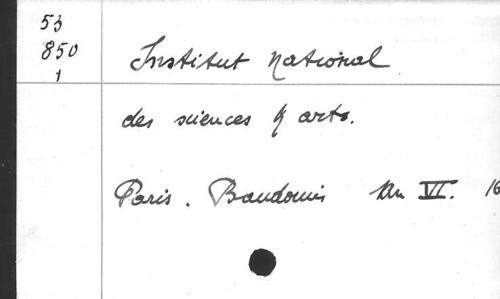 53
850
1
Institut national
des sciences & arts.
Paris. Baudouin An VI. 16